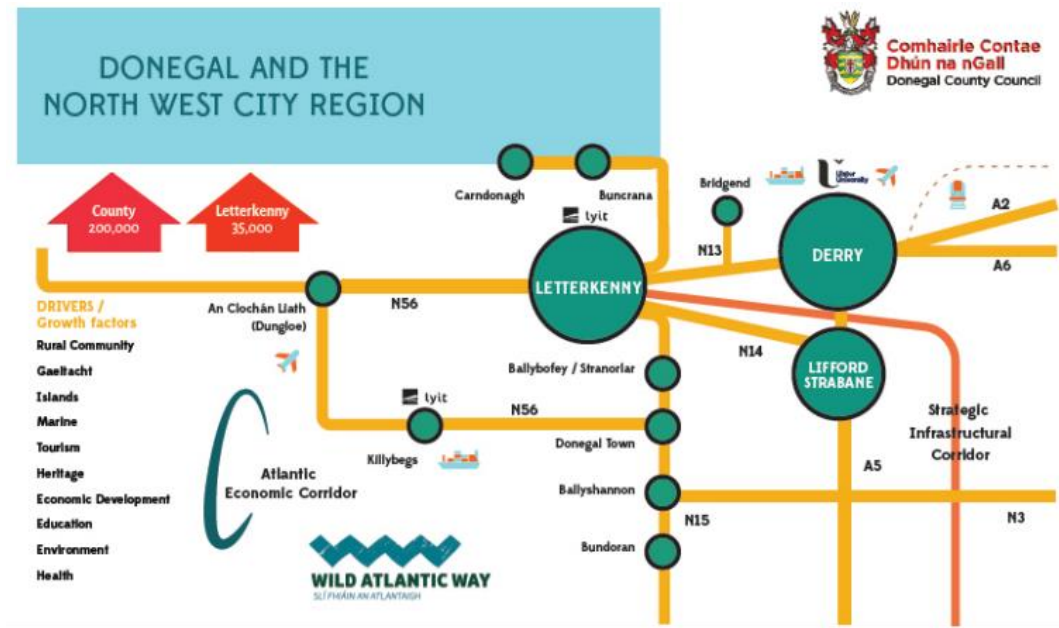 DONEGAL AND THE
NORTH WEST CITY REGION
Comhairle Contae
Dhún na nGall
Donegal County Council
County
200,000
Letterkenny
35,000
Carndonagh
Buncrana
Bridgend
Ulster
University
lyit
A2
A6
N13
DERRY
LETTERKENNY
N56
An Clochán Liath
(Dungloe)
DRIVERS /
Growth factors
Rural Community
Gaeltacht
Islands
Marine
Tourism
Heritage
Economic Development
Education
Environment
Health
N14
LIFFORD
STRABANE
Ballybofey / Stranorlar
lyit
N56
Killybegs
Donegal Town
Strategic
Infrastructural
Corridor
Atlantic
Economic Corridor
A5
Ballyshannon
N15
N3
Bundoran
WILD ATLANTIC WAY
SLÍ FHIÁIN AN ATLANTAIGH